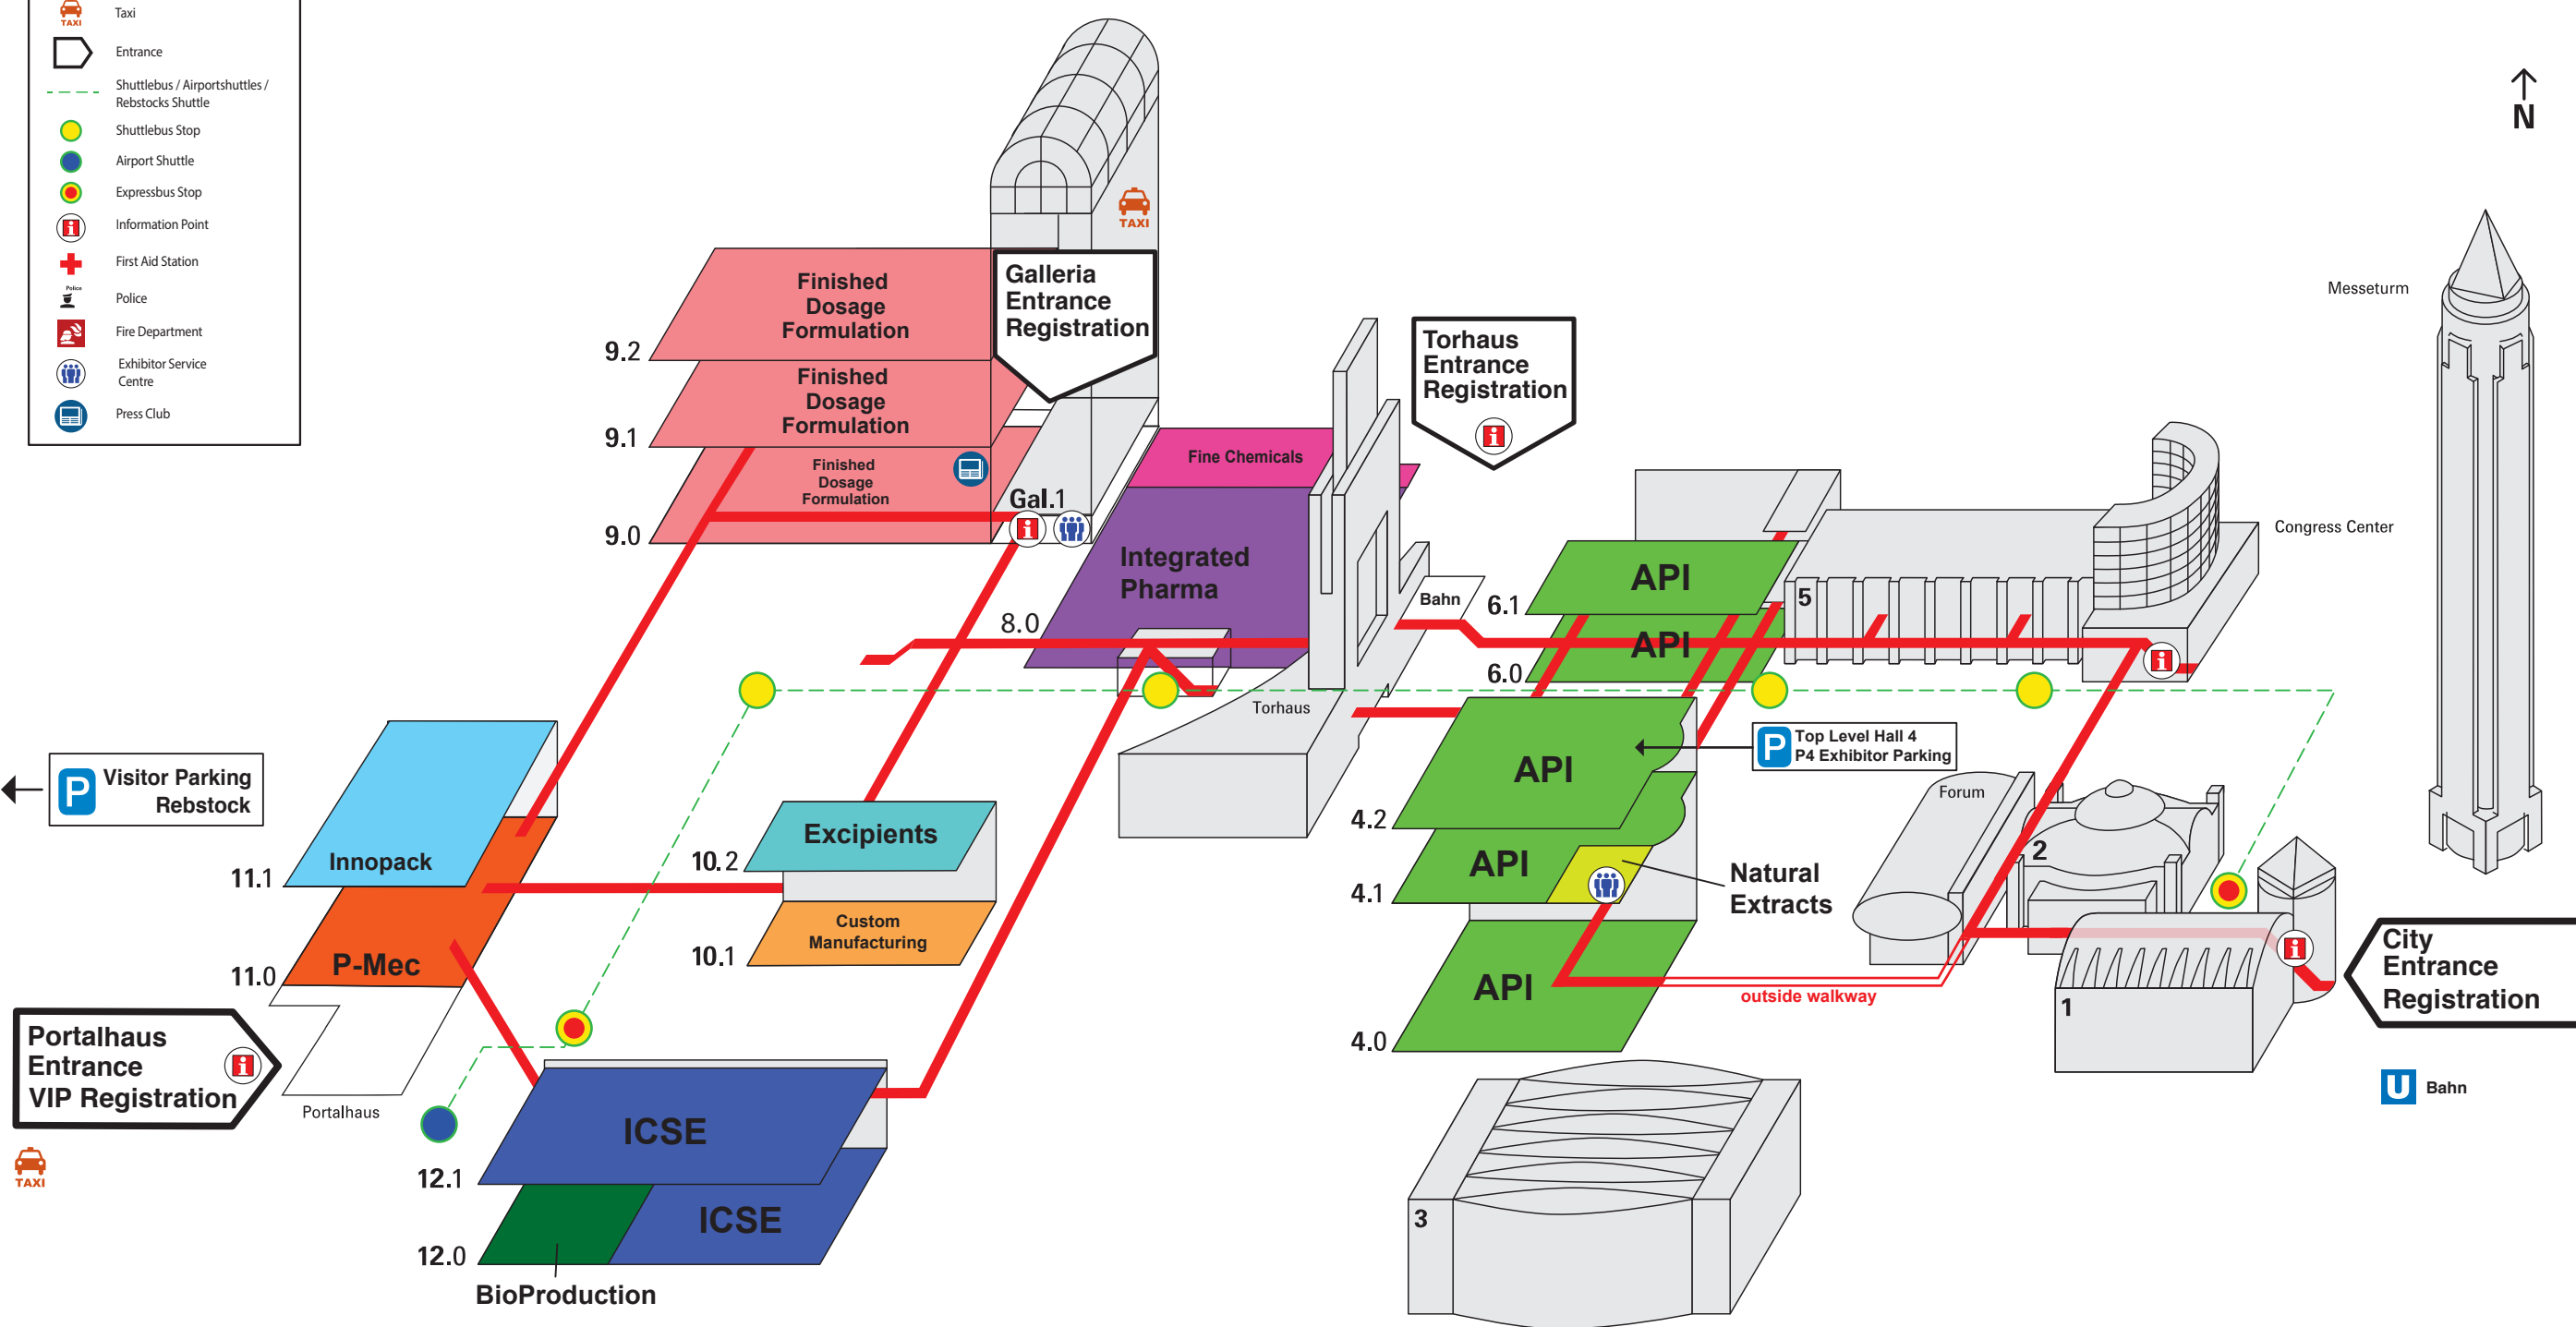 TAXI
Taxi
Entrance
Shuttlebus / Airportshuttles /
Rebstocks Shuttle
Shuttlebus Stop
Airport Shuttle
Expressbus Stop
i
Information Point
First Aid Station
Police
Police
Fire Department
Exhibitor Service
Centre
Press Club
N
TAXI
Galleria
Entrance
Registration
Finished
Dosage
Formulation
9.2
Finished
Dosage
Formulation
9.1
Finished
Dosage
Formulation
9.0
Gal.1
i
Fine Chemicals
Integrated
Pharma
8.0
Torhaus
Entrance
Registration
i
Torhaus
Bahn
API
6.1
API
6.0
5
Congress Center
i
Messeturm
P
Top Level Hall 4
P4 Exhibitor Parking
API
4.2
API
4.1
Natural
Extracts
API
4.0
outside walkway
Forum
2
1
i
City
Entrance
Registration
U
Bahn
3
P
Visitor Parking
Rebstock
Innopack
11.1
P-Mec
11.0
Excipients
10.2
Custom
Manufacturing
10.1
Portalhaus
Entrance
VIP Registration
i
Portalhaus
TAXI
ICSE
12.1
ICSE
12.0
BioProduction